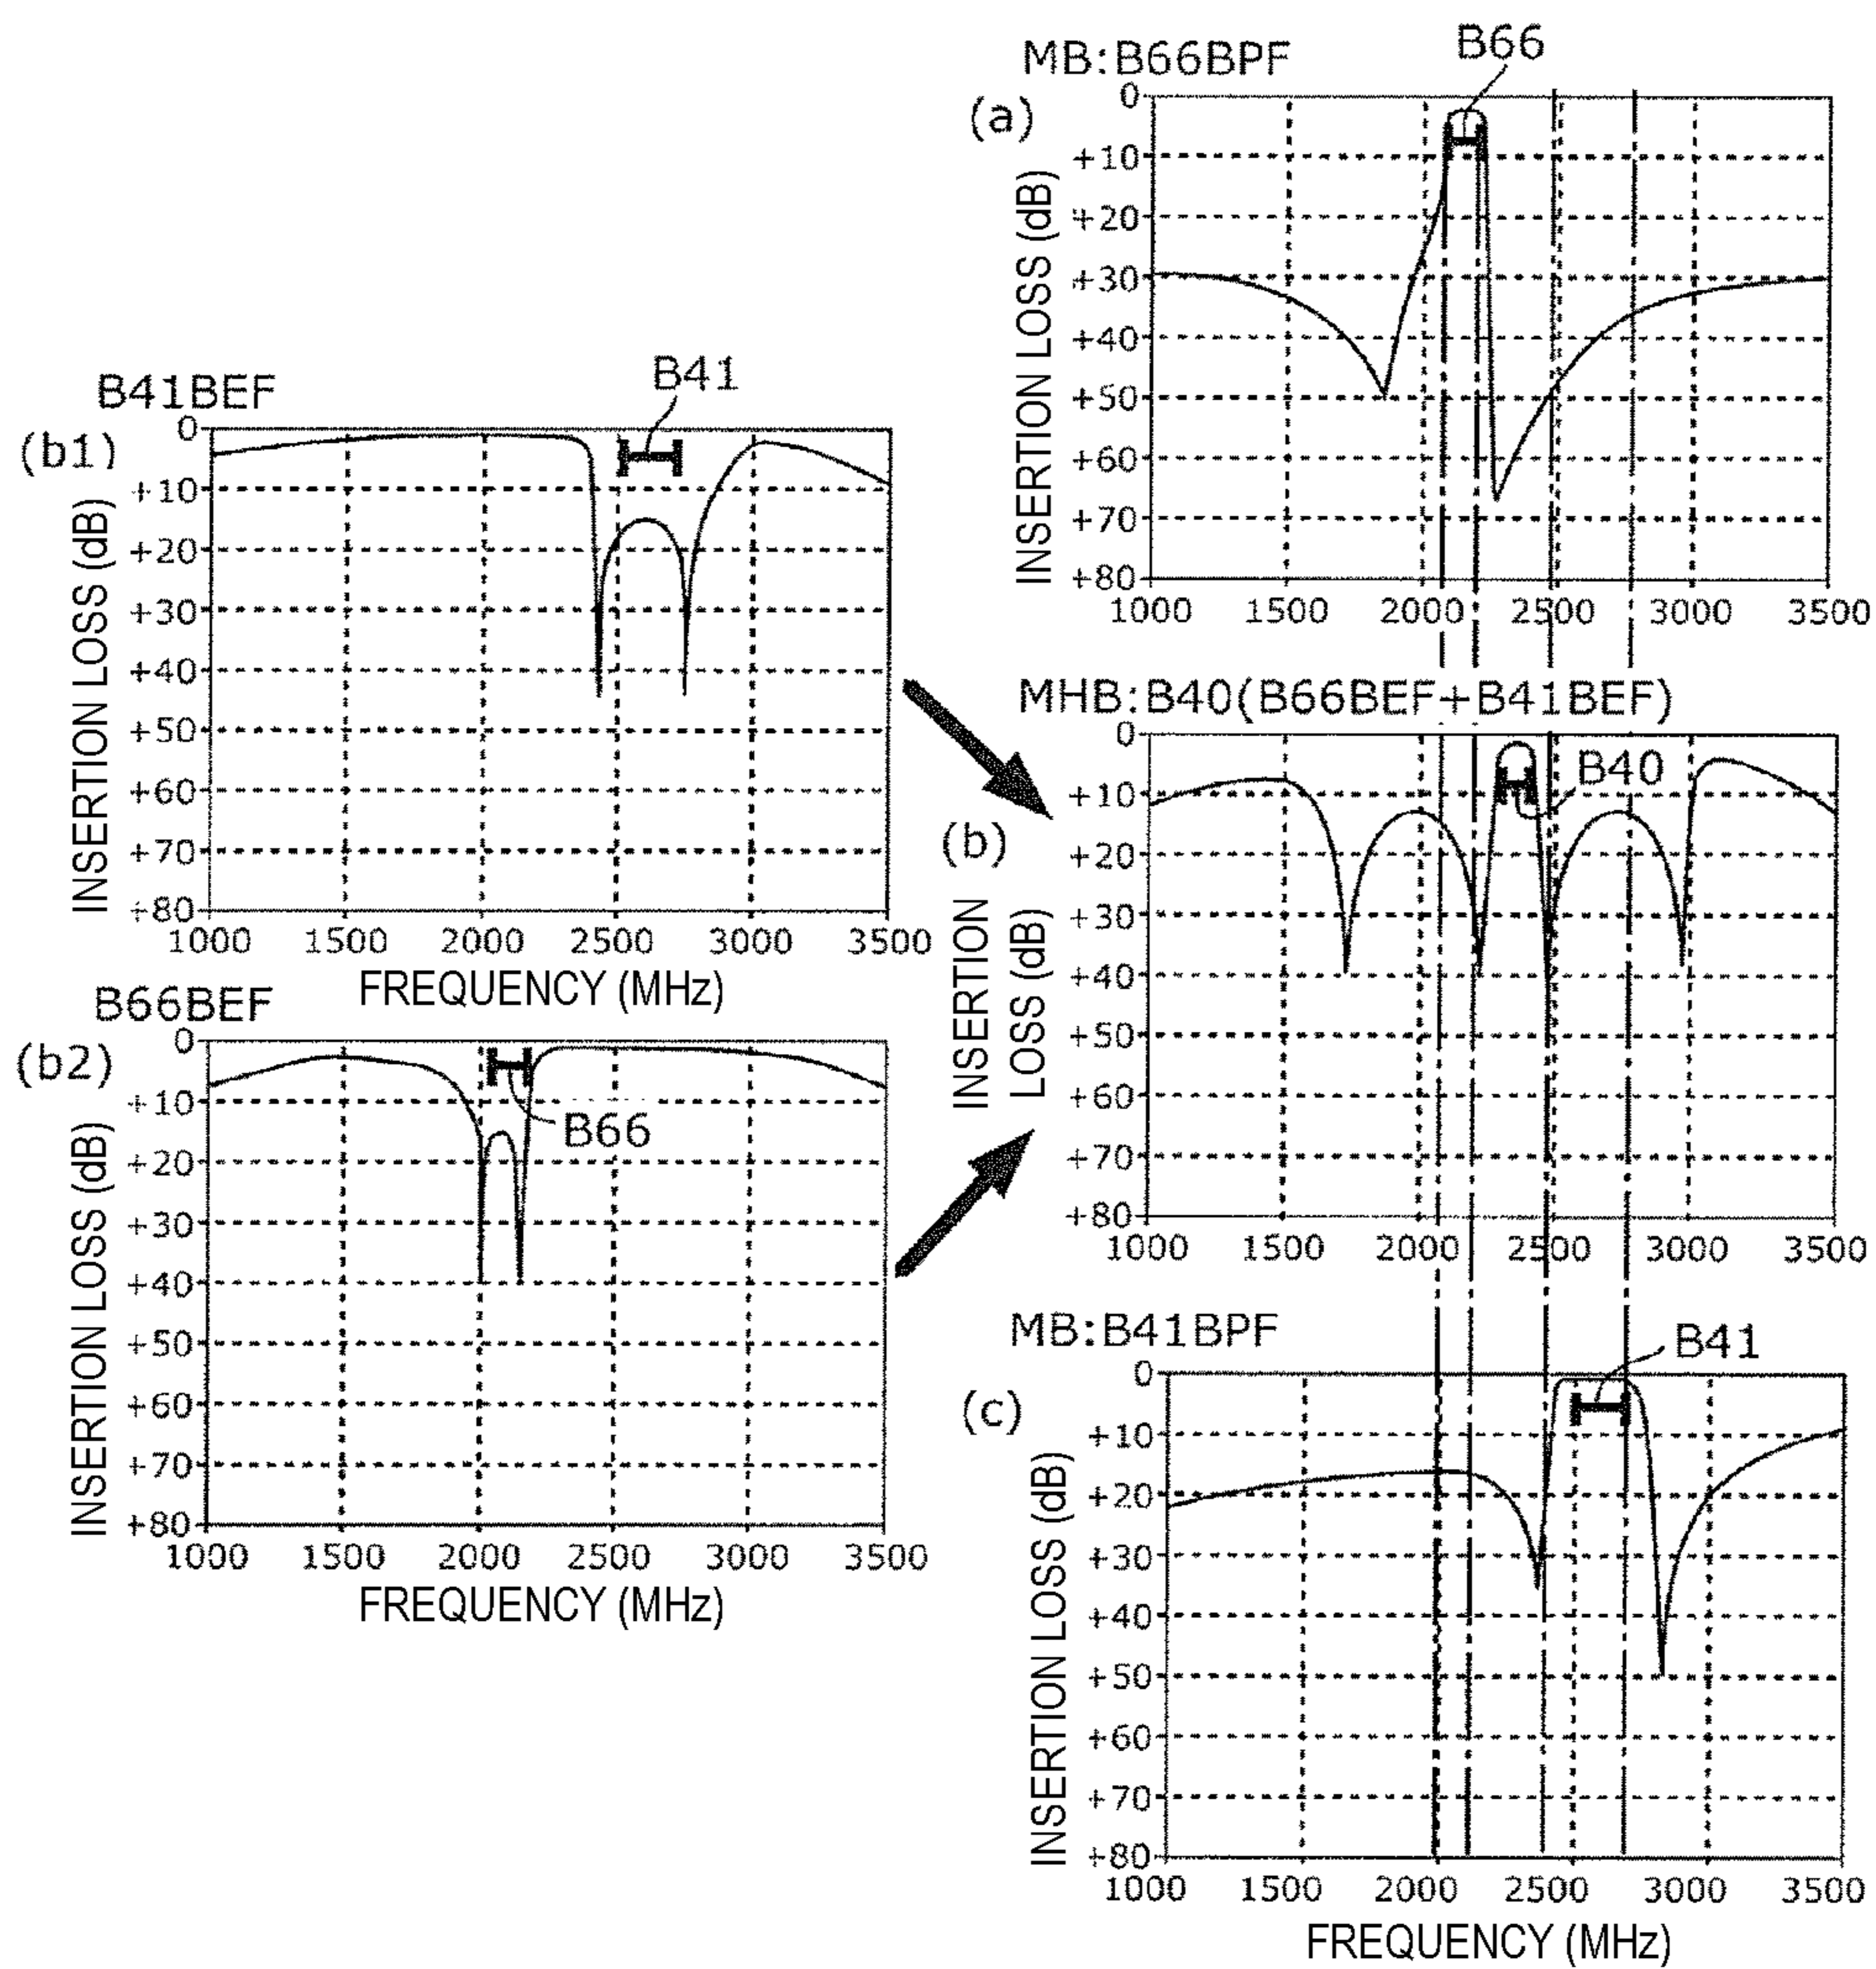 MB:B66BPF
B66
(a)
INSERTION LOSS (dB)
0
+10
+20
+30
+40
+50
+60
+70
+80
1000 1500 2000 2500 3000 3500
B41BEF
B41
(b1)
INSERTION LOSS (dB)
0
+10
+20
+30
+40
+50
+60
+70
+80
1000 1500 2000 2500 3000 3500
FREQUENCY (MHz)
B66BEF
(b2)
B66
INSERTION LOSS (dB)
0
+10
+20
+30
+40
+50
+60
+70
+80
1000 1500 2000 2500 3000 3500
FREQUENCY (MHz)
MHB:B40(B66BEF+B41BEF)
B40
(b)
INSERTION
LOSS (dB)
0
+10
+20
+30
+40
+50
+60
+70
+80
1000 1500 2000 2500 3000 3500
MB:B41BPF
B41
(c)
INSERTION LOSS (dB)
0
+10
+20
+30
+40
+50
+60
+70
+80
1000 1500 2000 2500 3000 3500
FREQUENCY (MHz)